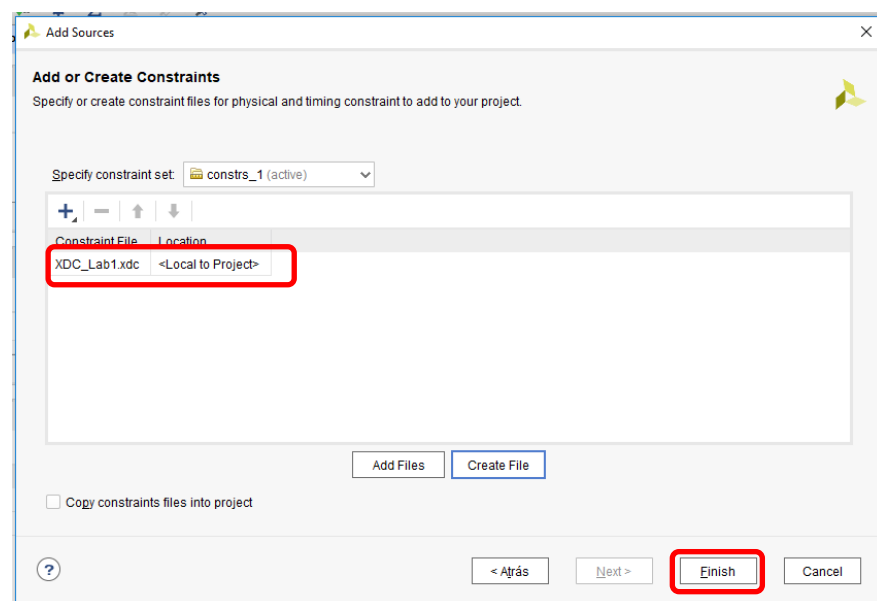 Add Sources
Add or Create Constraints
Specify or create constraint files for physical and timing constraint to add to your project.
Specify constraint set: constrs_1 (active)
Constraint File Location
XDC_Lab1.xdc <Local to Project>
Add Files Create File
Copy constraints files into project
? < Atrás Next > Finish Cancel